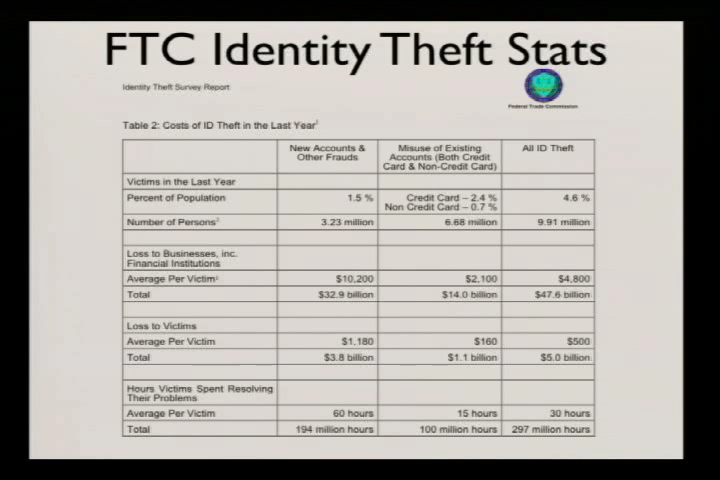 FTC Identity Theft Stats
Identity Theft Survey Report
Federal Trade Commission
Table 2: Costs of ID Theft in the Last Year1
New Accounts & Other Frauds Misuse of Existing Accounts (Both Credit Card & Non-Credit Card) All ID Theft
Victims in the Last Year
Percent of Population 1.5 % Credit Card – 2.4 % Non Credit Card – 0.7 % 4.6 %
Number of Persons2 3.23 million 6.68 million 9.91 million
Loss to Businesses, inc. Financial Institutions
Average Per Victim $10,200 $2,100 $4,800
Total $32.9 billion $14.0 billion $47.6 billion
Loss to Victims
Average Per Victim $1,180 $160 $500
Total $3.8 billion $1.1 billion $5.0 billion
Hours Victims Spent Resolving Their Problems
Average Per Victim 60 hours 15 hours 30 hours
Total 194 million hours 100 million hours 297 million hours